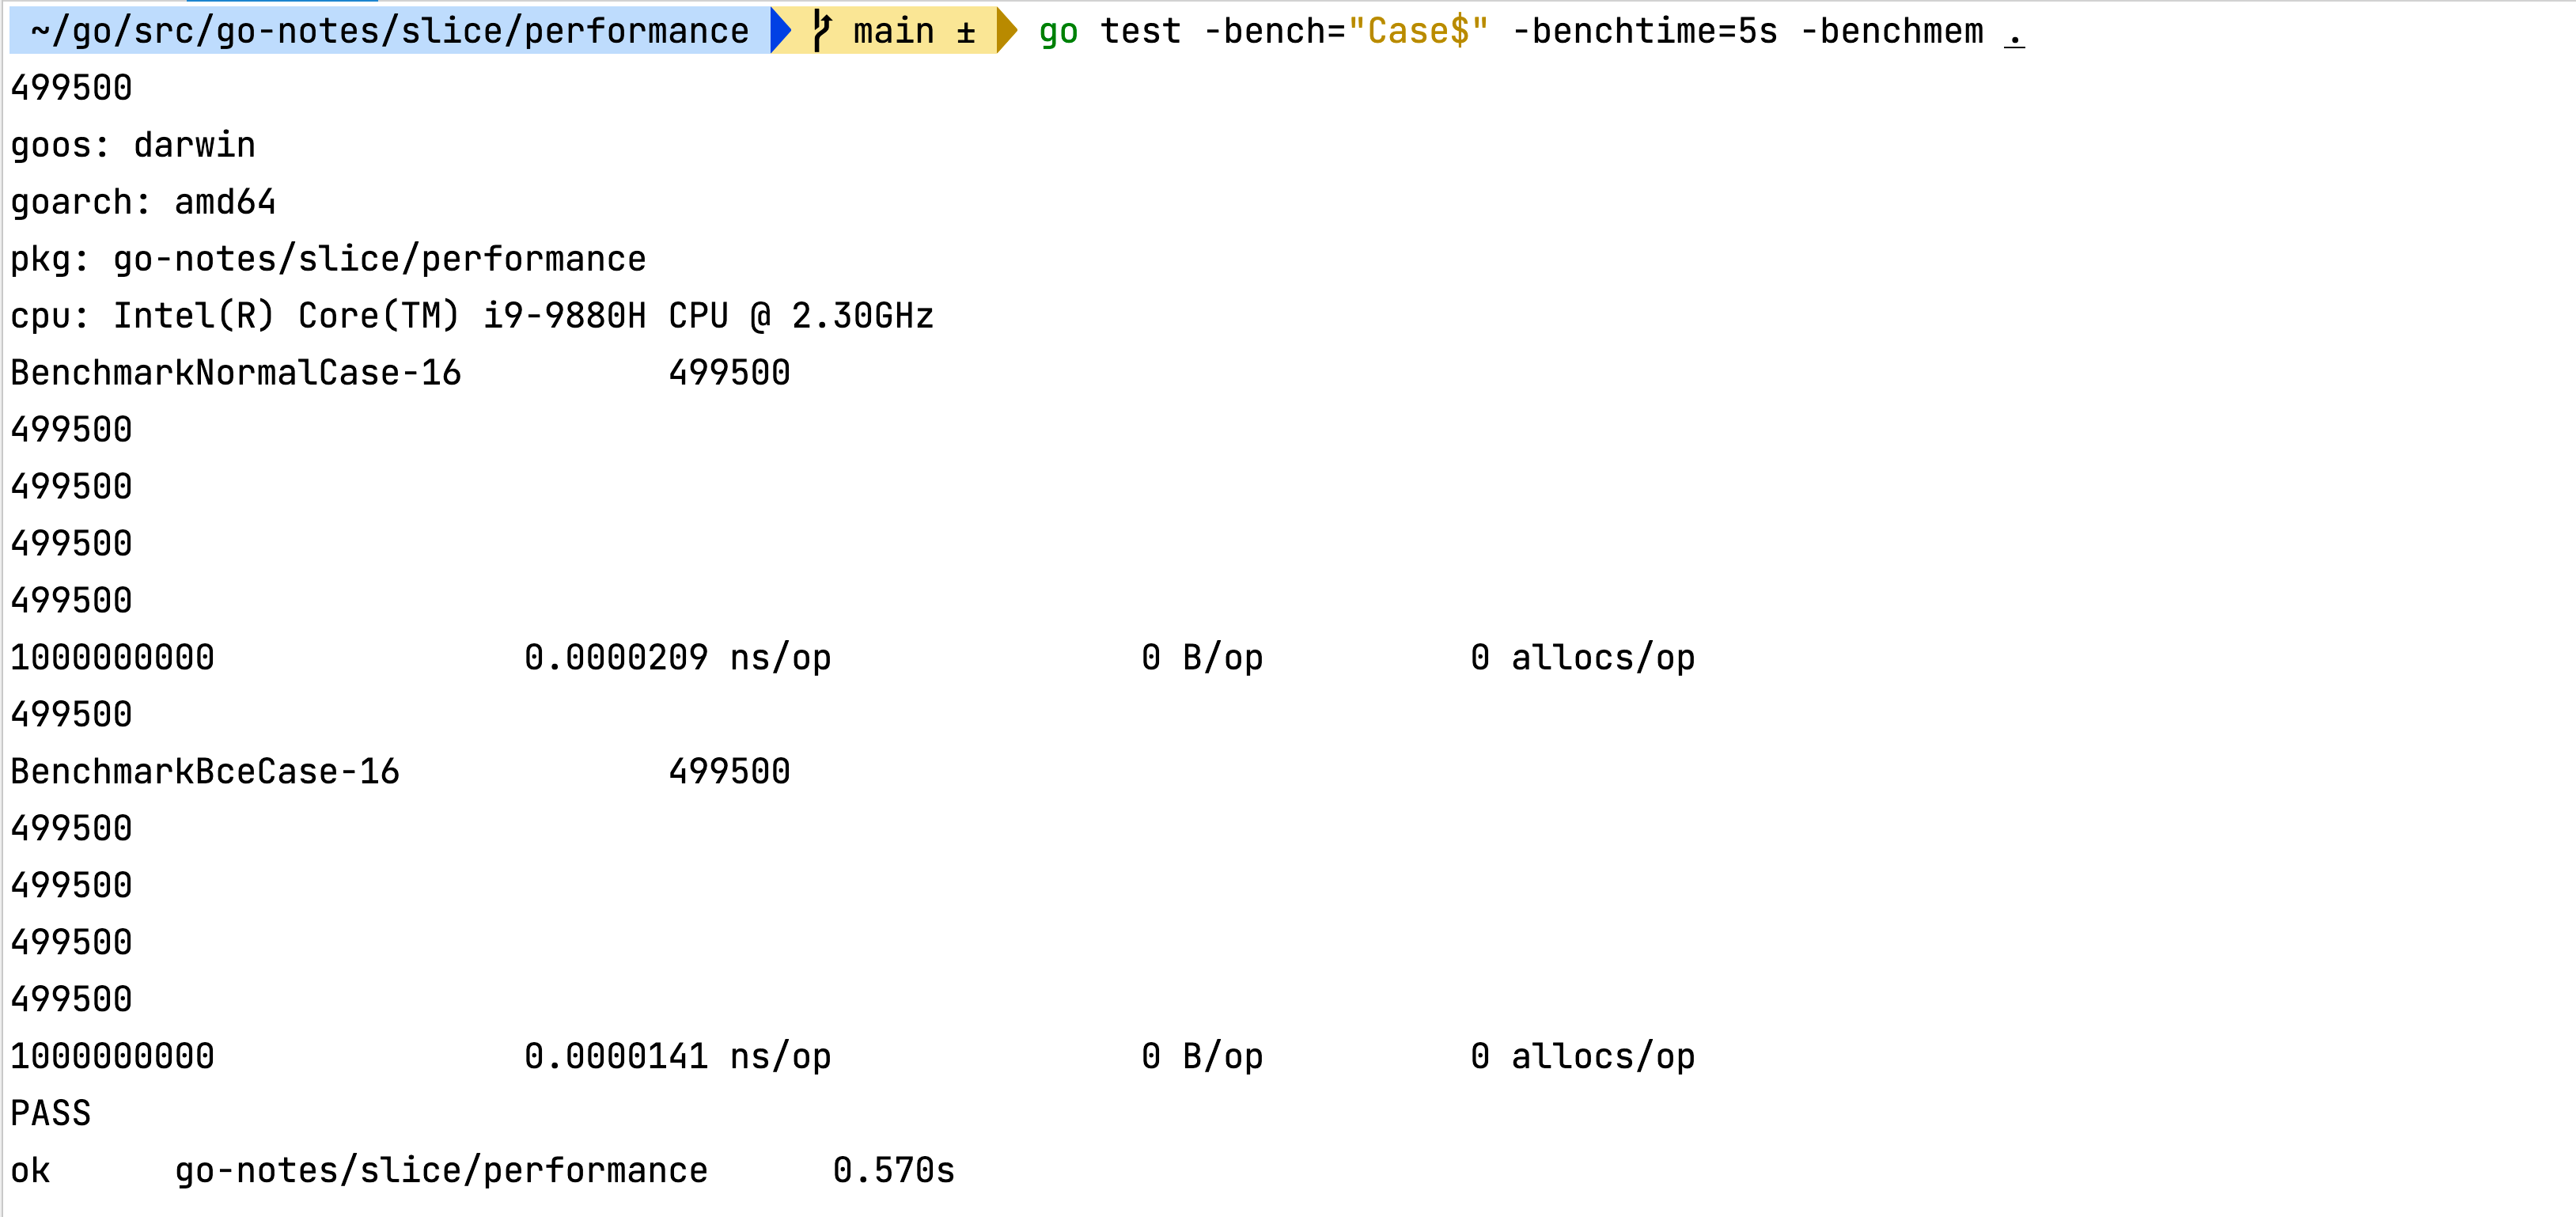 ~/go/src/go-notes/slice/performance main ± go test -bench="Case$" -benchtime=5s -benchmem .
499500
goos: darwin
goarch: amd64
pkg: go-notes/slice/performance
cpu: Intel(R) Core(TM) i9-9880H CPU @ 2.30GHz
BenchmarkNormalCase-16 499500
499500
499500
499500
499500
1000000000 0.0000209 ns/op 0 B/op 0 allocs/op
499500
BenchmarkBceCase-16 499500
499500
499500
499500
499500
1000000000 0.0000141 ns/op 0 B/op 0 allocs/op
PASS
ok go-notes/slice/performance 0.570s